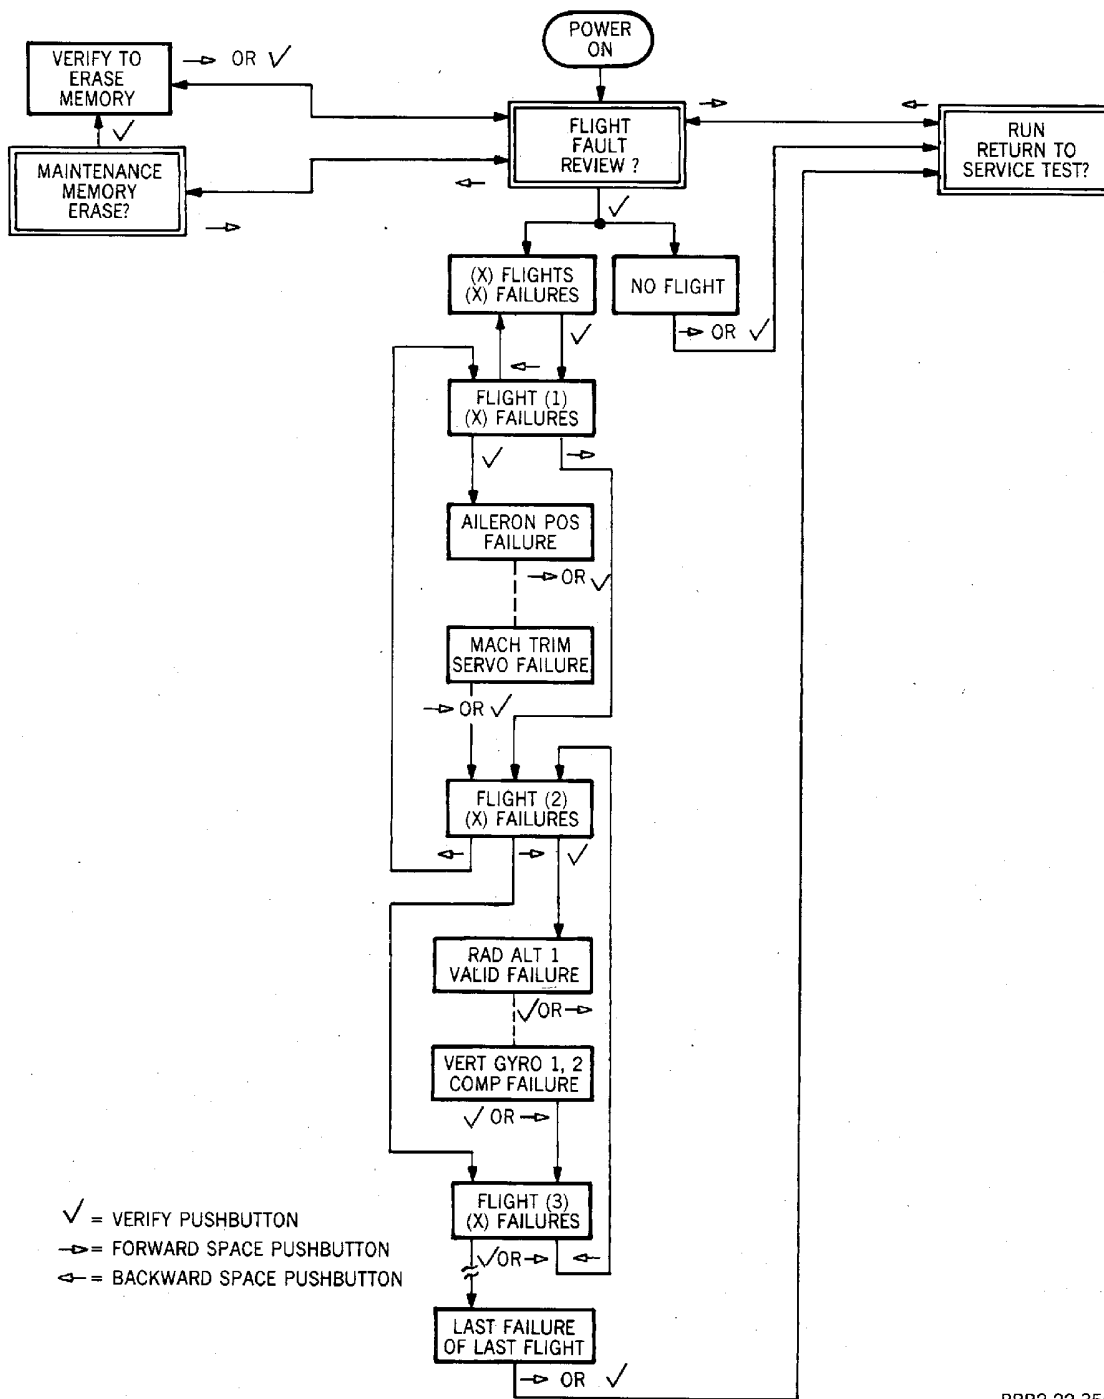 POWER
ON
VERIFY TO
ERASE
MEMORY
→ OR ✓
✓
MAINTENANCE
MEMORY
ERASE?
→
←
FLIGHT
FAULT
REVIEW ?
→
←
RUN
RETURN TO
SERVICE TEST?
✓
(X) FLIGHTS
(X) FAILURES
NO FLIGHT
→ OR ✓
✓
←
FLIGHT (1)
(X) FAILURES
✓
→
AILERON POS
FAILURE
→ OR ✓
MACH TRIM
SERVO FAILURE
→ OR ✓
FLIGHT (2)
(X) FAILURES
← → ✓
RAD ALT 1
VALID FAILURE
✓ OR →
VERT GYRO 1, 2
COMP FAILURE
✓ OR →
FLIGHT (3)
(X) FAILURES
✓ OR → ←
LAST FAILURE
OF LAST FLIGHT
→ OR ✓
✓ = VERIFY PUSHBUTTON
→ = FORWARD SPACE PUSHBUTTON
← = BACKWARD SPACE PUSHBUTTON